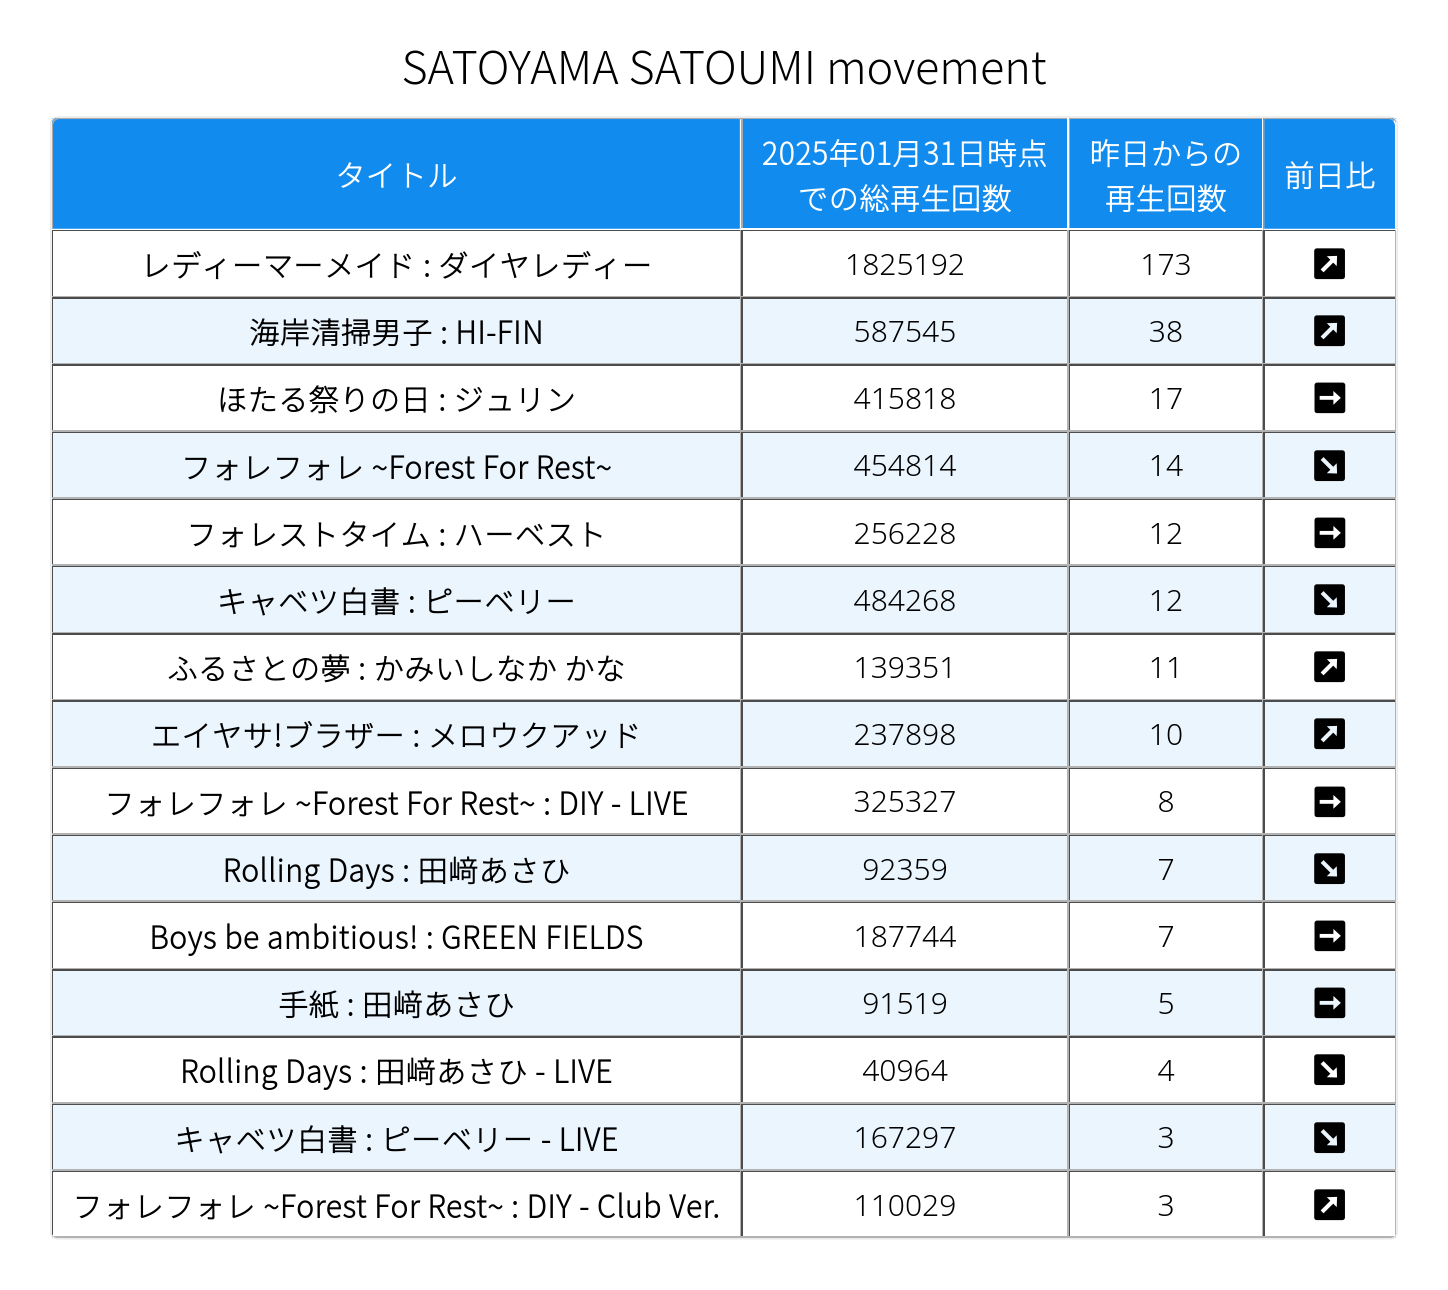 SATOYAMA SATOUMI movement
タイトル 2025年01月31日時点での総再生回数 昨日からの再生回数 前日比
レディーマーメイド : ダイヤレディー 1825192 173 ↗
海岸清掃男子 : HI-FIN 587545 38 ↗
ほたる祭りの日 : ジュリン 415818 17 →
フォレフォレ ~Forest For Rest~ 454814 14 ↘
フォレストタイム : ハーベスト 256228 12 →
キャベツ白書 : ピーベリー 484268 12 ↘
ふるさとの夢 : かみいしなか かな 139351 11 ↗
エイヤサ!ブラザー : メロウクアッド 237898 10 ↗
フォレフォレ ~Forest For Rest~ : DIY - LIVE 325327 8 →
Rolling Days : 田﨑あさひ 92359 7 ↘
Boys be ambitious! : GREEN FIELDS 187744 7 →
手紙 : 田﨑あさひ 91519 5 →
Rolling Days : 田﨑あさひ - LIVE 40964 4 ↘
キャベツ白書 : ピーベリー - LIVE 167297 3 ↘
フォレフォレ ~Forest For Rest~ : DIY - Club Ver. 110029 3 ↗